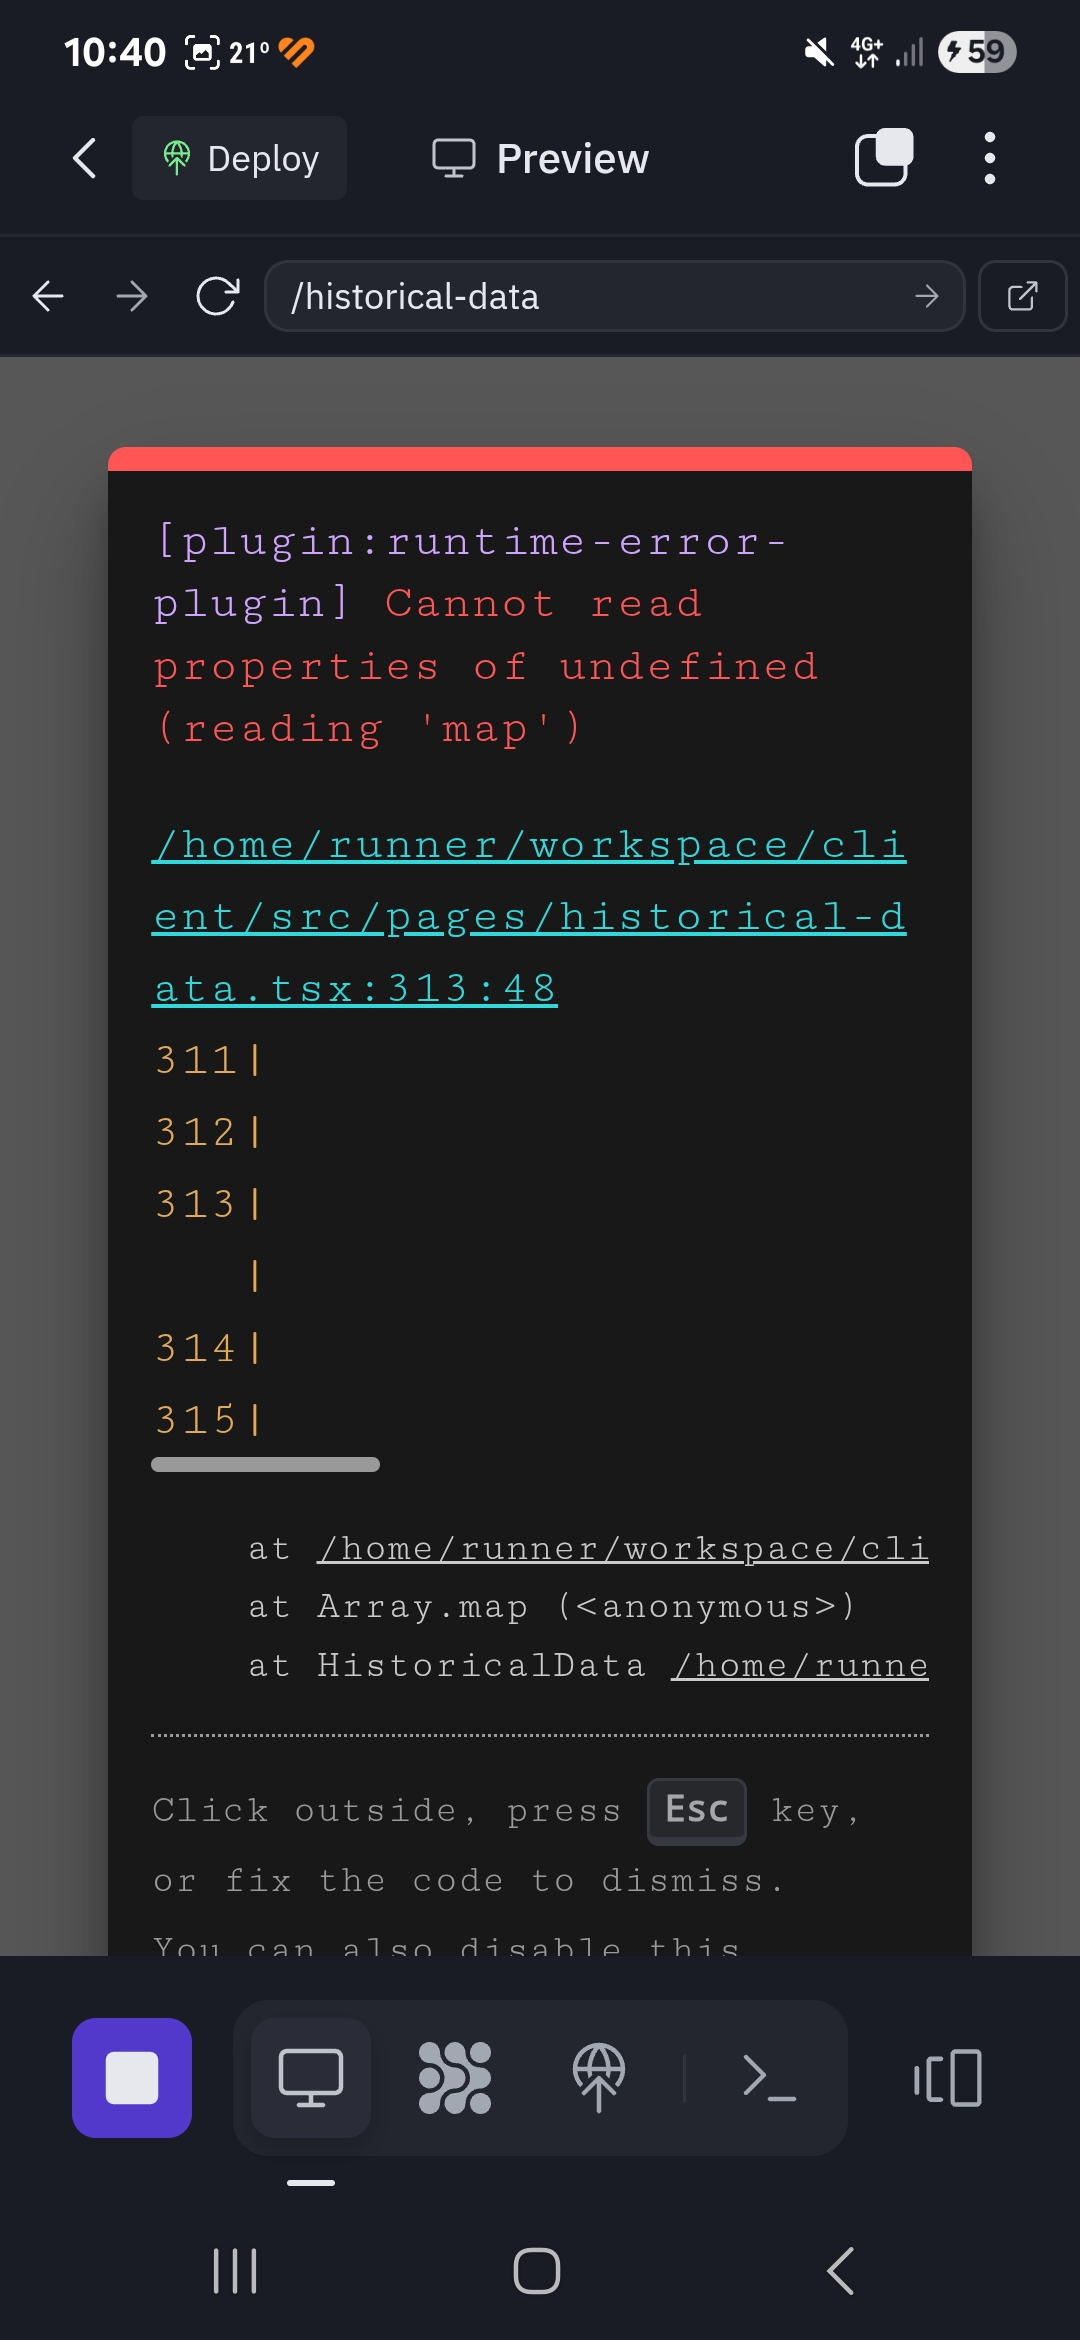 10:40 21° 4G+ 59
Deploy Preview
/historical-data
[plugin:runtime-error-
plugin] Cannot read
properties of undefined
(reading 'map')
/home/runner/workspace/cli
ent/src/pages/historical-d
ata.tsx:313:48
311|
312|
313|
|
314|
315|
at /home/runner/workspace/cli
at Array.map (<anonymous>)
at HistoricalData /home/runne
Click outside, press Esc key,
or fix the code to dismiss.
You can also disable this